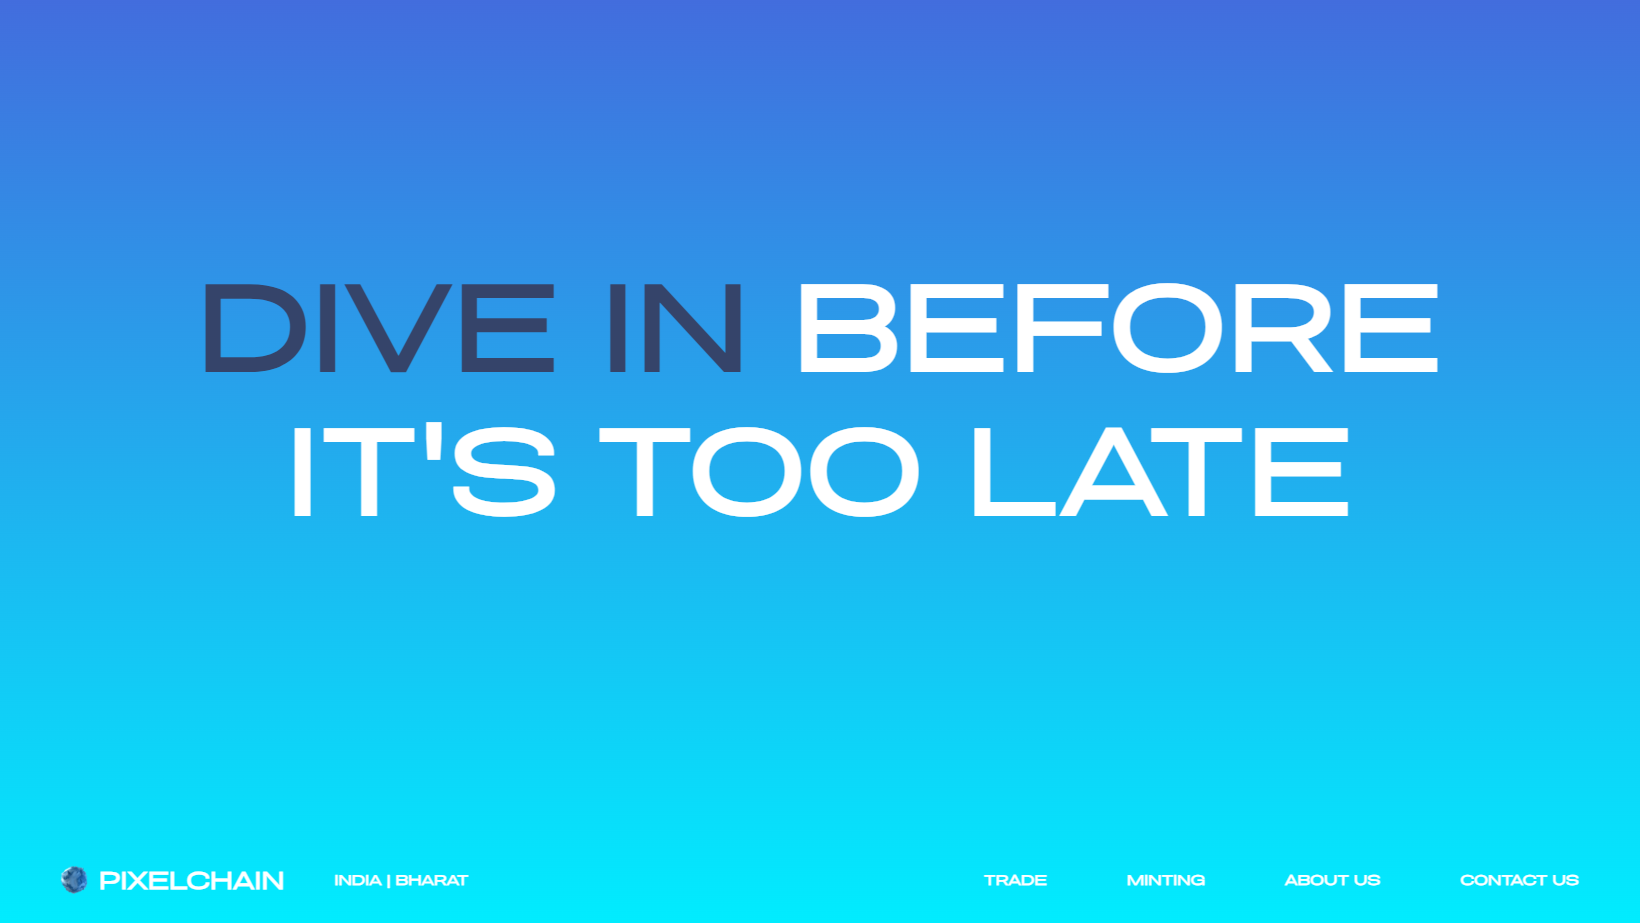 DIVE IN BEFORE
IT'S TOO LATE
PIXELCHAIN INDIA | BHARAT TRADE MINTING ABOUT US CONTACT US